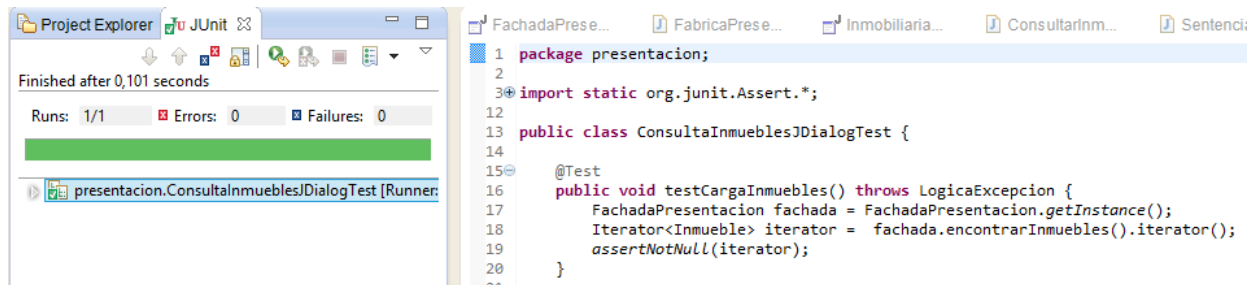 Project Explorer JUnit
Finished after 0,101 seconds
Runs: 1/1 Errors: 0 Failures: 0
presentacion.ConsultaInmueblesJDialogTest [Runner:
FachadaPrese... FabricaPrese... Inmobiliaria... ConsultarInm... Sentencia
1 package presentacion;
2
3 import static org.junit.Assert.*;
12
13 public class ConsultaInmueblesJDialogTest {
14
15 @Test
16 public void testCargaInmuebles() throws LogicaExcepcion {
17 FachadaPresentacion fachada = FachadaPresentacion.getInstance();
18 Iterator<Inmueble> iterator = fachada.encontrarInmuebles().iterator();
19 assertNotNull(iterator);
20 }